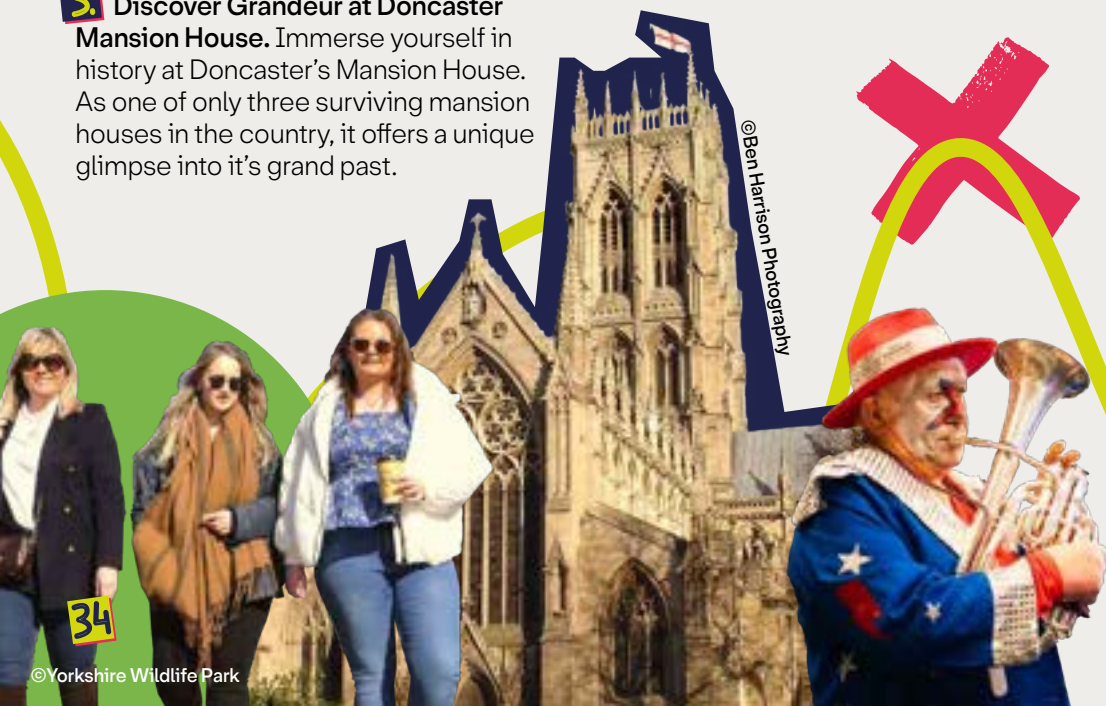 3. Discover Grandeur at Doncaster
Mansion House. Immerse yourself in
history at Doncaster's Mansion House.
As one of only three surviving mansion
houses in the country, it offers a unique
glimpse into it's grand past.
©Ben Harrison Photography
34
©Yorkshire Wildlife Park